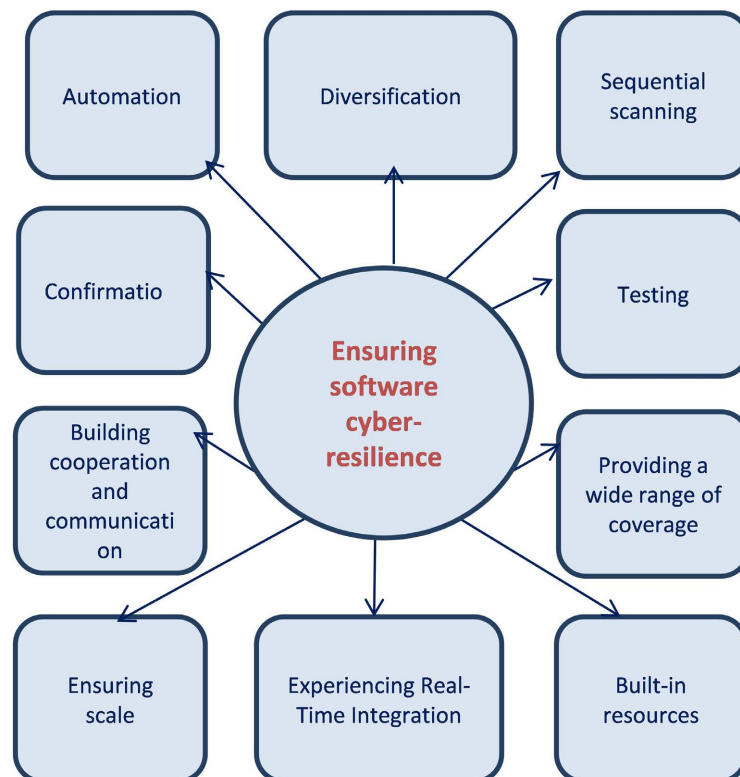 Automation
Diversification
Sequential
scanning
Confirmatio
Testing
Ensuring
software
cyber-
resilience
Building
cooperation
and
communicati
on
Providing a
wide range of
coverage
Ensuring
scale
Experiencing Real-
Time Integration
Built-in
resources